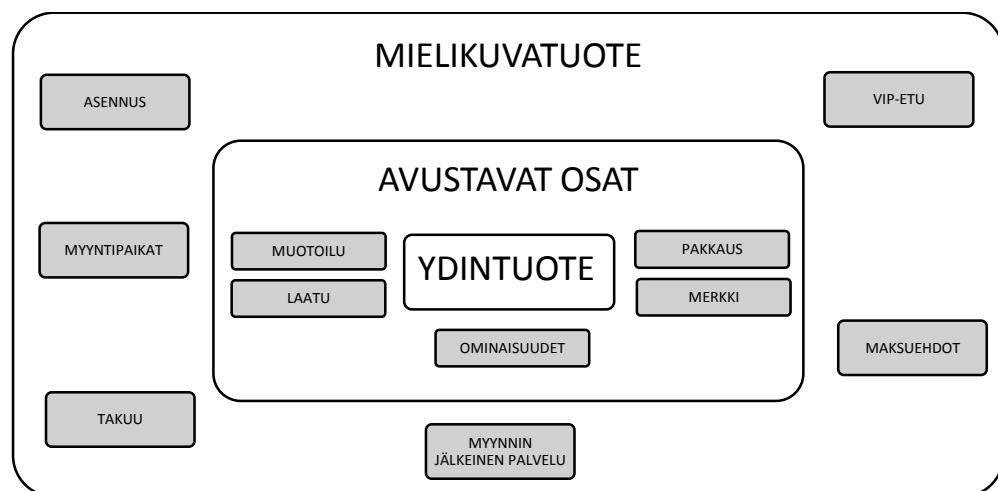 MIELIKUVATUOTE
ASENNUS
VIP-ETU
AVUSTAVAT OSAT
MYYNTIPAIKAT
MUOTOILU
YDINTUOTE
PAKKAUS
LAATU
MERKKI
OMINAISUUDET
MAKSUEHDOT
TAKUU
MYYNNIN
JÄLKEINEN PALVELU